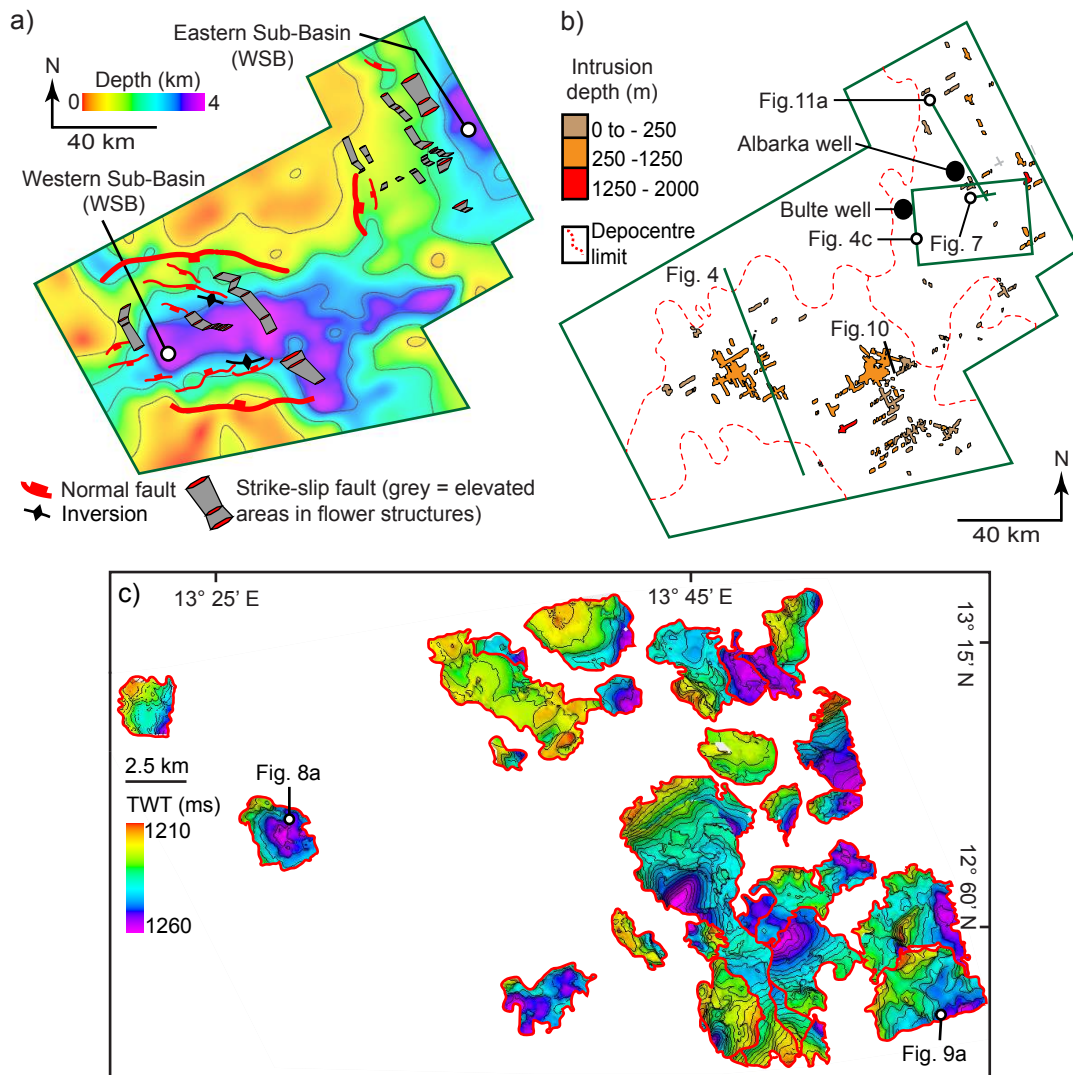 a)
Eastern Sub-Basin
(WSB)
N
Depth (km)
0
4
40 km
Western Sub-Basin
(WSB)
Normal fault
Inversion
Strike-slip fault (grey = elevated
areas in flower structures)
b)
Intrusion
depth (m)
0 to - 250
250 -1250
1250 - 2000
Depocentre
limit
Fig.11a
Albarka well
Bulte well
Fig. 4c
Fig. 7
Fig. 4
Fig.10
N
40 km
c)
13° 25' E
13° 45' E
13° 15' N
12° 60' N
2.5 km
TWT (ms)
1210
1260
Fig. 8a
Fig. 9a